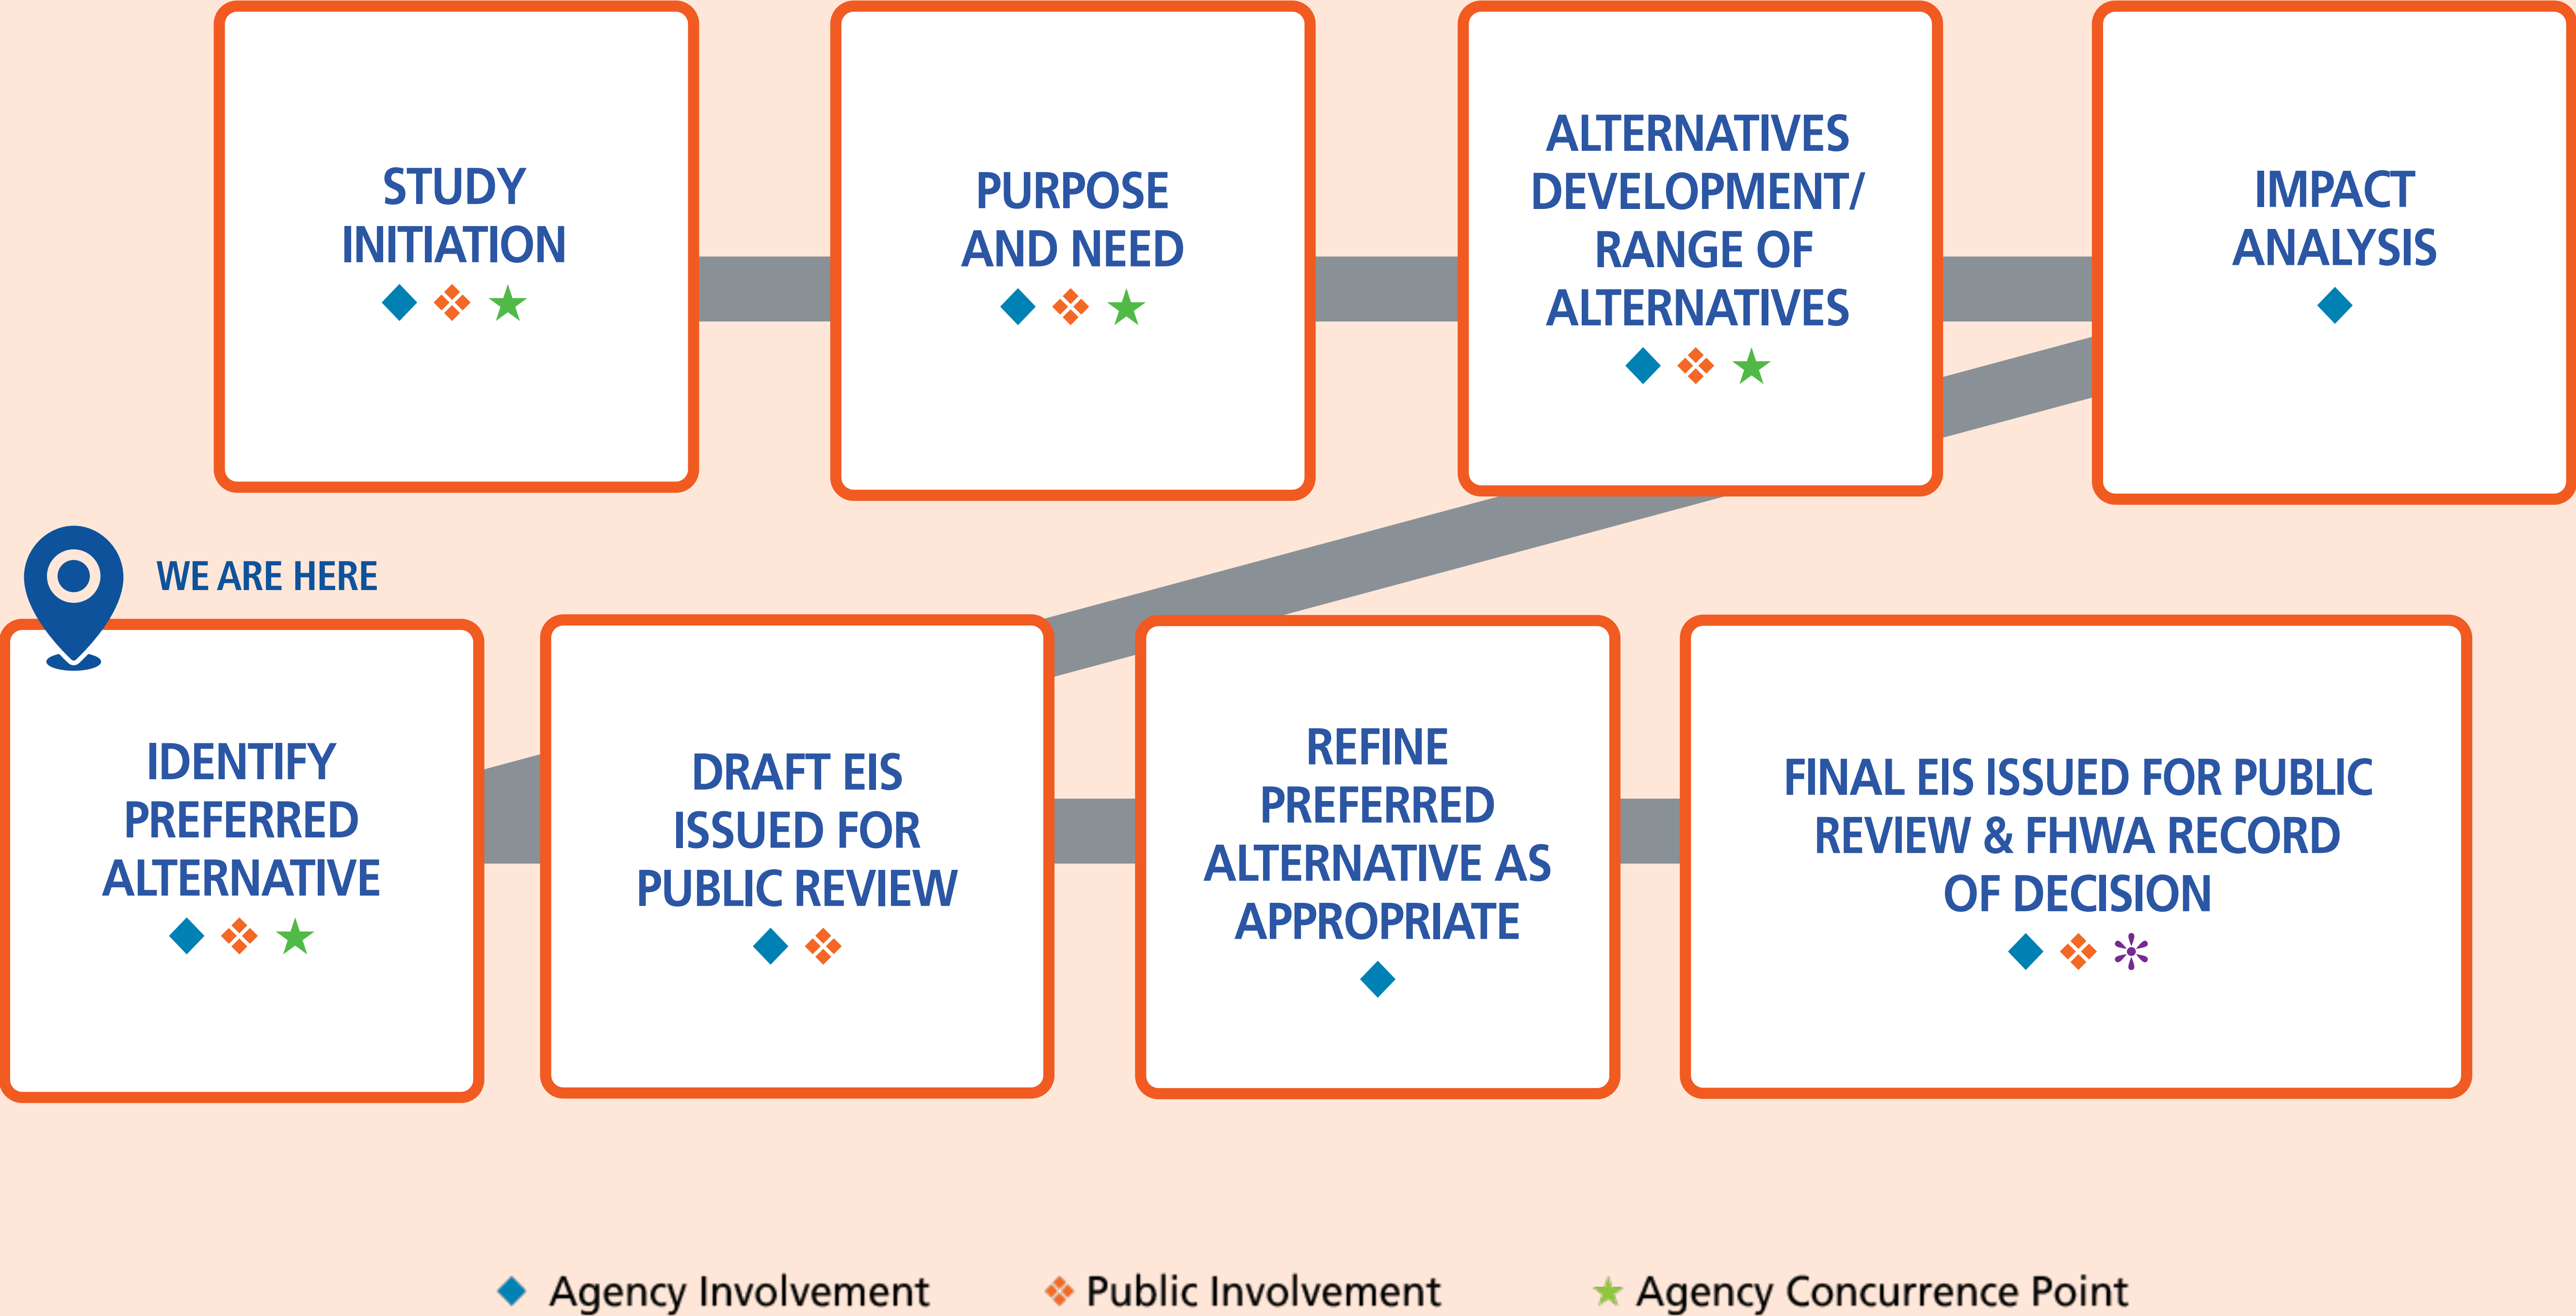 STUDY
INITIATION
PURPOSE
AND NEED
ALTERNATIVES
DEVELOPMENT/
RANGE OF
ALTERNATIVES
IMPACT
ANALYSIS
WE ARE HERE
IDENTIFY
PREFERRED
ALTERNATIVE
DRAFT EIS
ISSUED FOR
PUBLIC REVIEW
REFINE
PREFERRED
ALTERNATIVE AS
APPROPRIATE
FINAL EIS ISSUED FOR PUBLIC
REVIEW & FHWA RECORD
OF DECISION
Agency Involvement
Public Involvement
Agency Concurrence Point